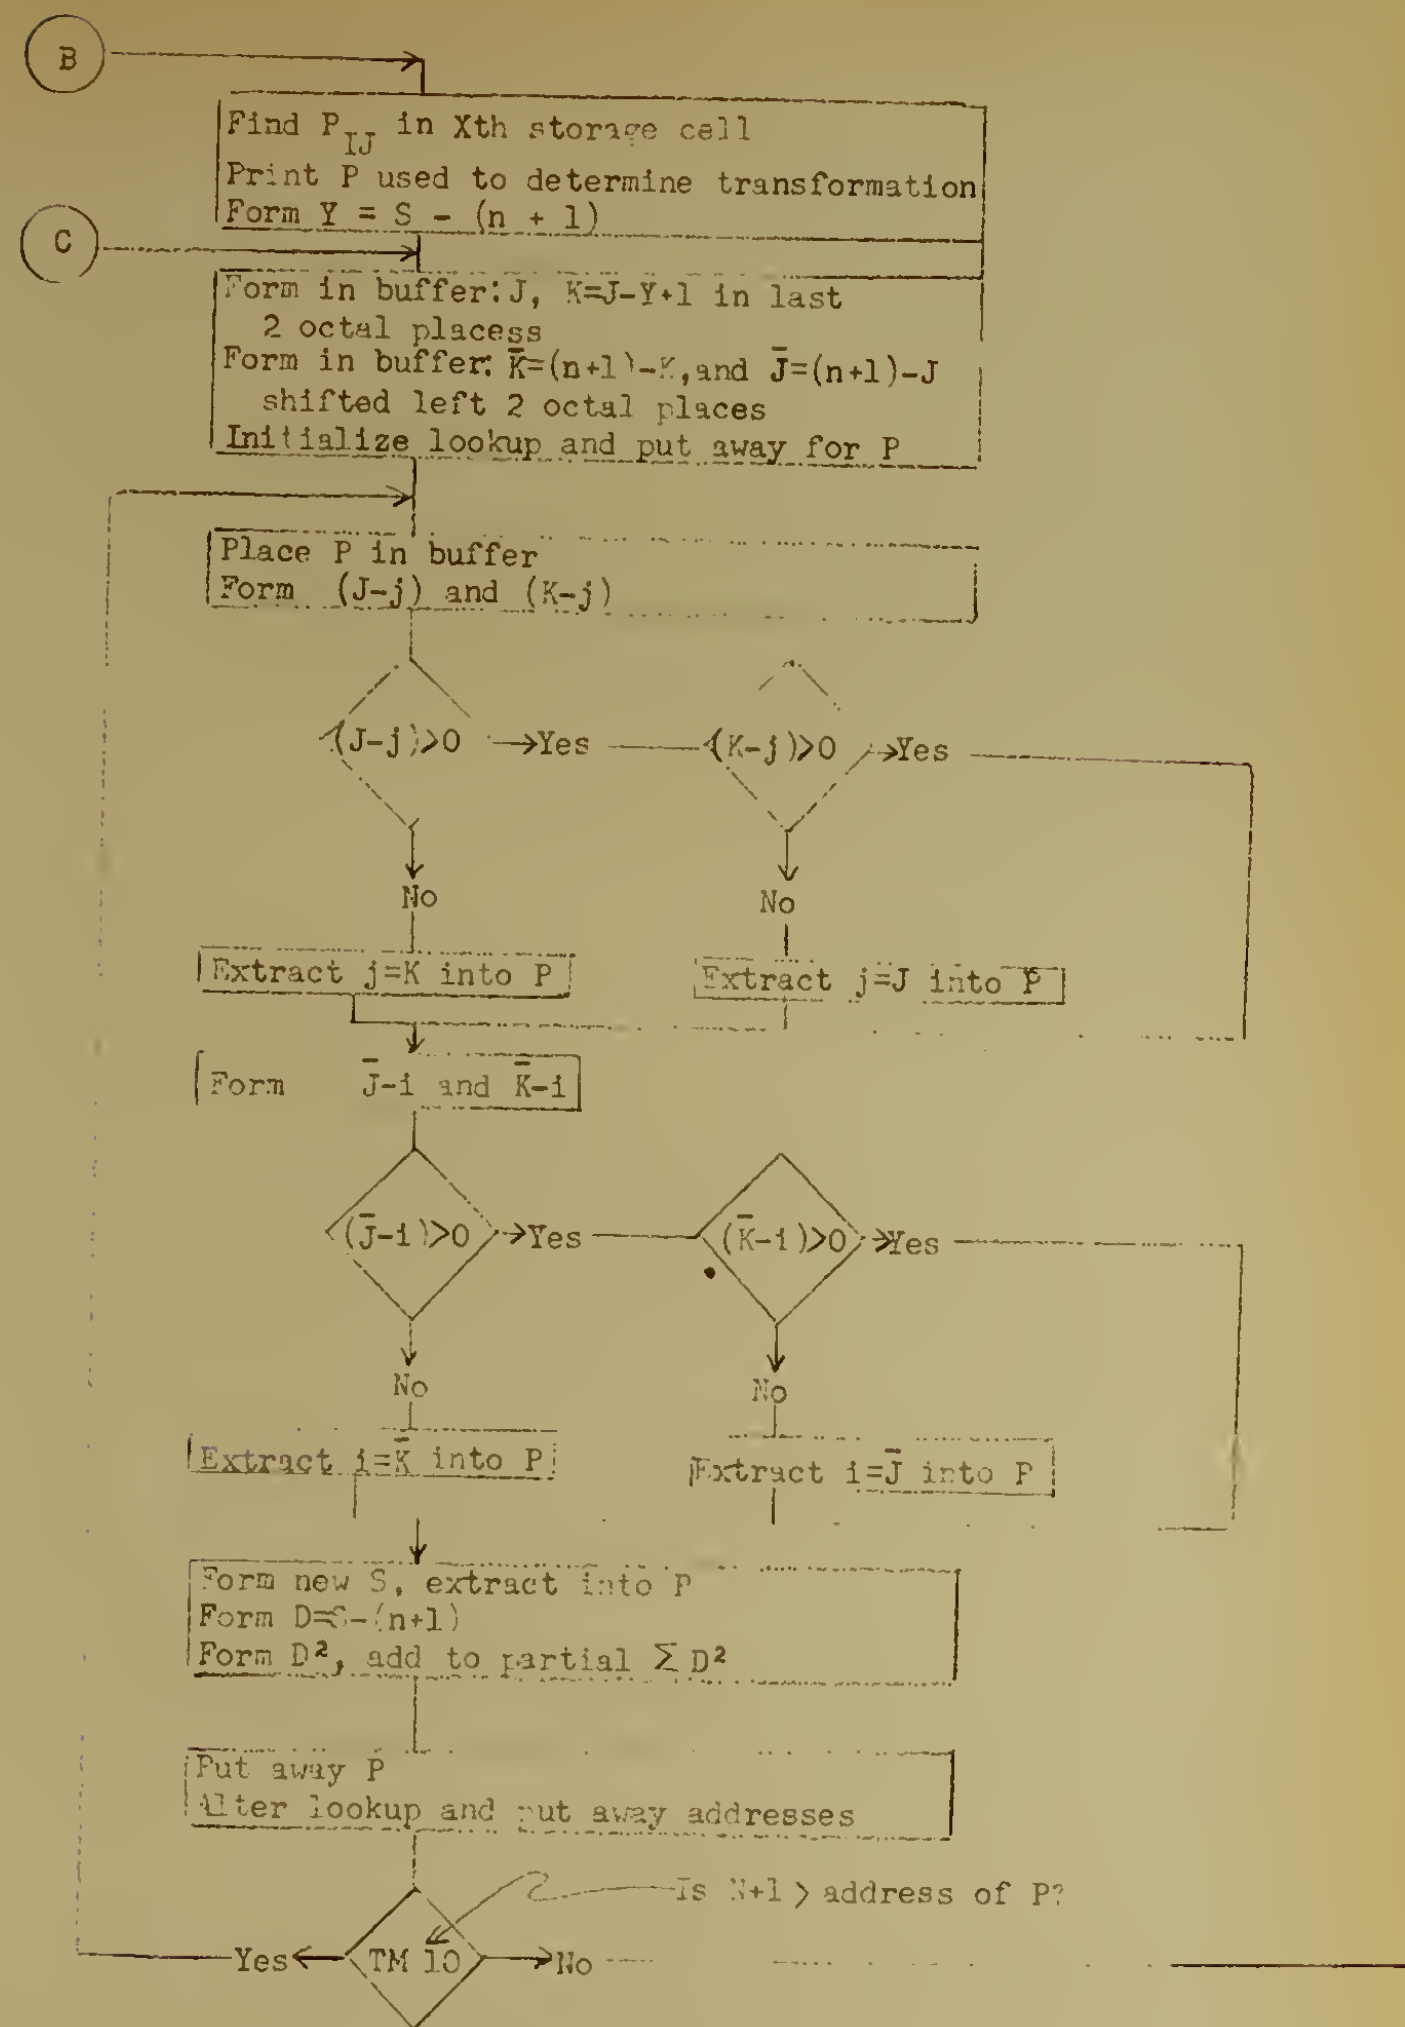 B
Find P_IJ in Xth storage cell
Print P used to determine transformation
Form Y = S - (n + 1)
C
Form in buffer: J, K=J-Y+1 in last
2 octal placess
Form in buffer: K̄=(n+1)-K, and J̄=(n+1)-J
shifted left 2 octal places
Initialize lookup and put away for P
Place P in buffer
Form (J-j) and (K-j)
(J-j)>0 Yes (K-j)>0 Yes
No No
Extract j=K into P Extract j=J into P
Form J̄-i and K̄-i
(J̄-i)>0 Yes (K̄-i)>0 Yes
No No
Extract i=K̄ into P Extract i=J̄ into P
Form new S, extract into P
Form D=S-(n+1)
Form D², add to partial Σ D²
Put away P
Alter lookup and put away addresses
Is N+1 > address of P?
Yes TM 10 No